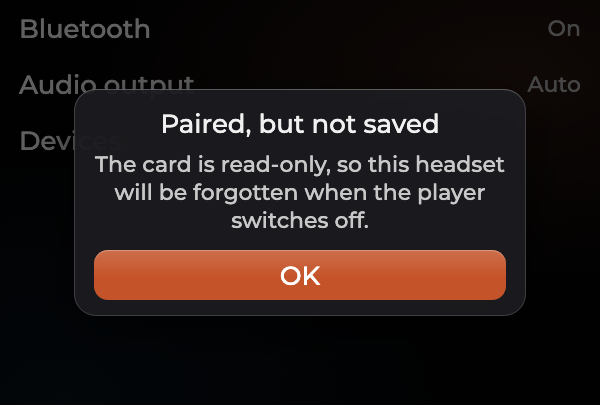 Bluetooth On
Audio output Auto
Devices
Paired, but not saved
The card is read-only, so this headset
will be forgotten when the player
switches off.
OK